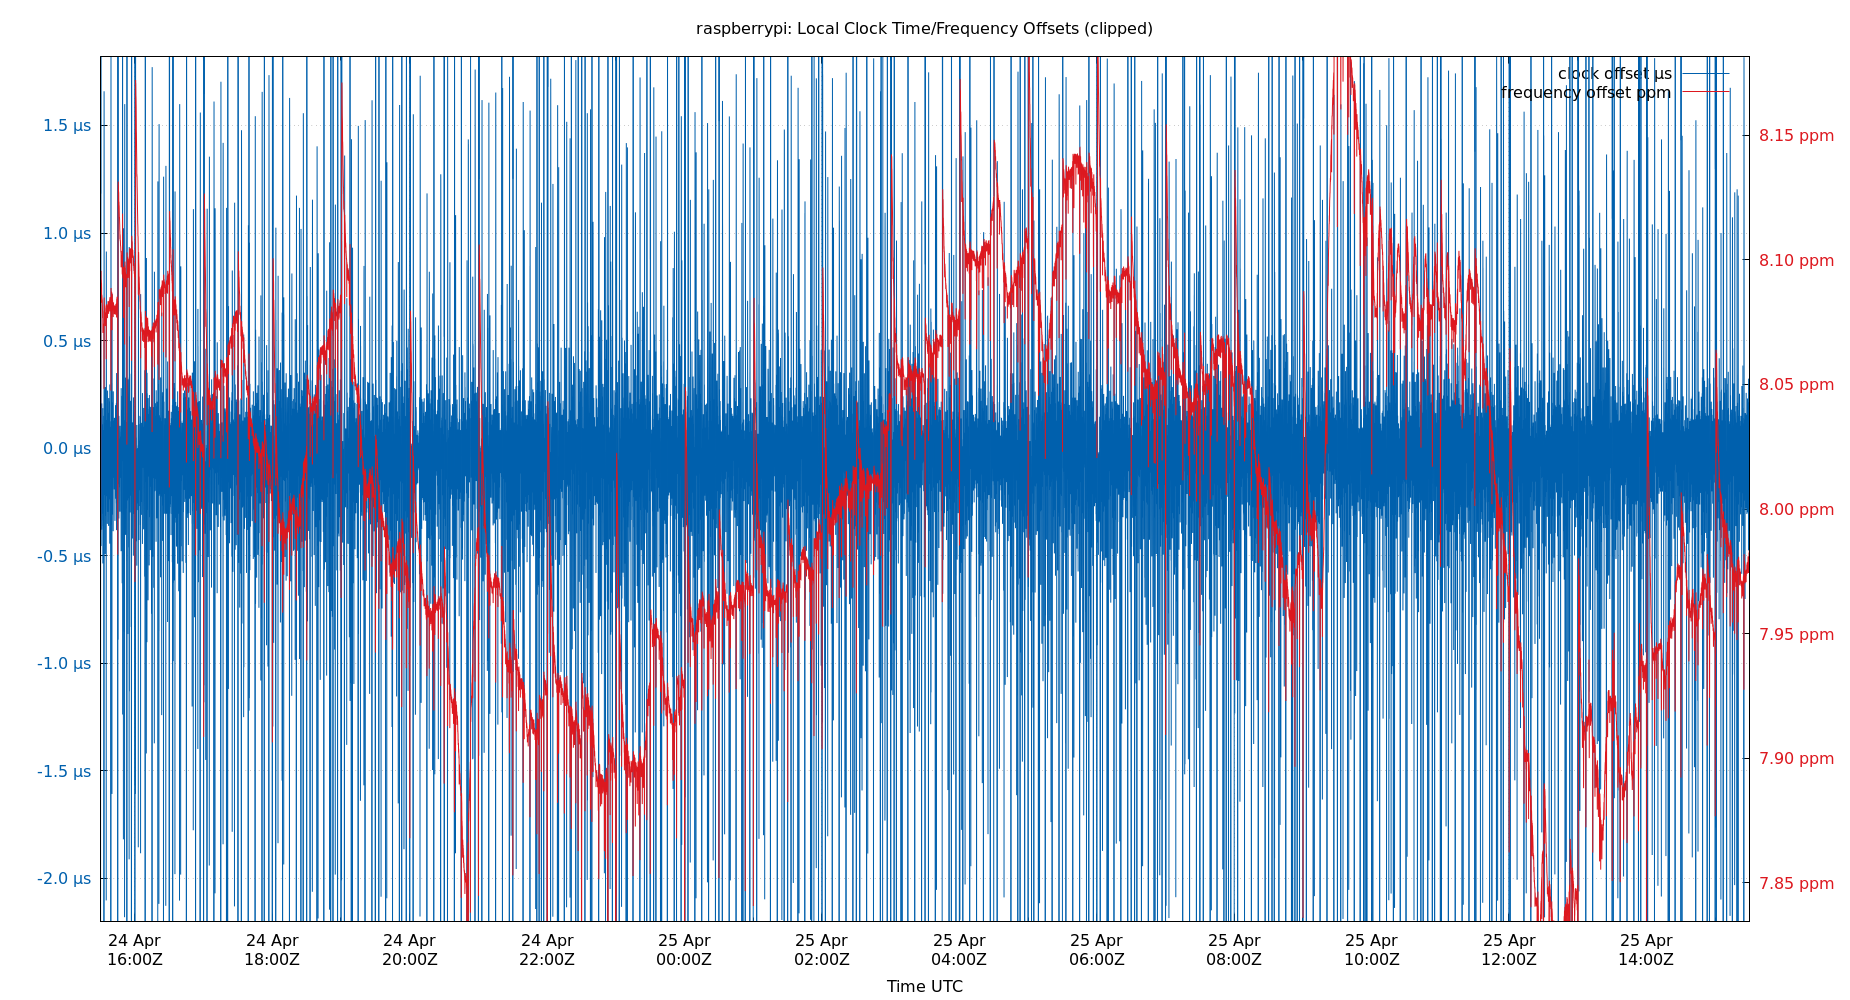 raspberrypi: Local Clock Time/Frequency Offsets (clipped)
clock offset µs
frequency offset ppm
1.5 µs
1.0 µs
0.5 µs
0.0 µs
-0.5 µs
-1.0 µs
-1.5 µs
-2.0 µs
8.15 ppm
8.10 ppm
8.05 ppm
8.00 ppm
7.95 ppm
7.90 ppm
7.85 ppm
24 Apr 24 Apr 24 Apr 24 Apr 25 Apr 25 Apr 25 Apr 25 Apr 25 Apr 25 Apr 25 Apr 25 Apr
16:00Z 18:00Z 20:00Z 22:00Z 00:00Z 02:00Z 04:00Z 06:00Z 08:00Z 10:00Z 12:00Z 14:00Z
Time UTC